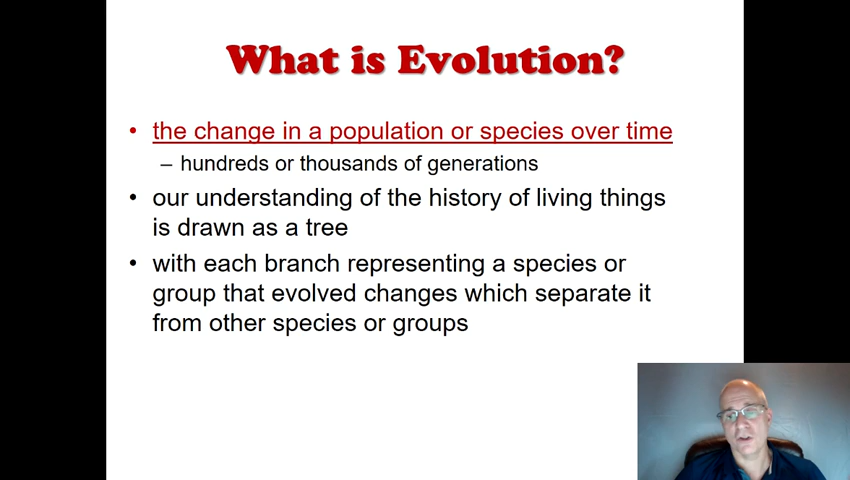 What is Evolution?
• the change in a population or species over time
– hundreds or thousands of generations
• our understanding of the history of living things
is drawn as a tree
• with each branch representing a species or
group that evolved changes which separate it
from other species or groups